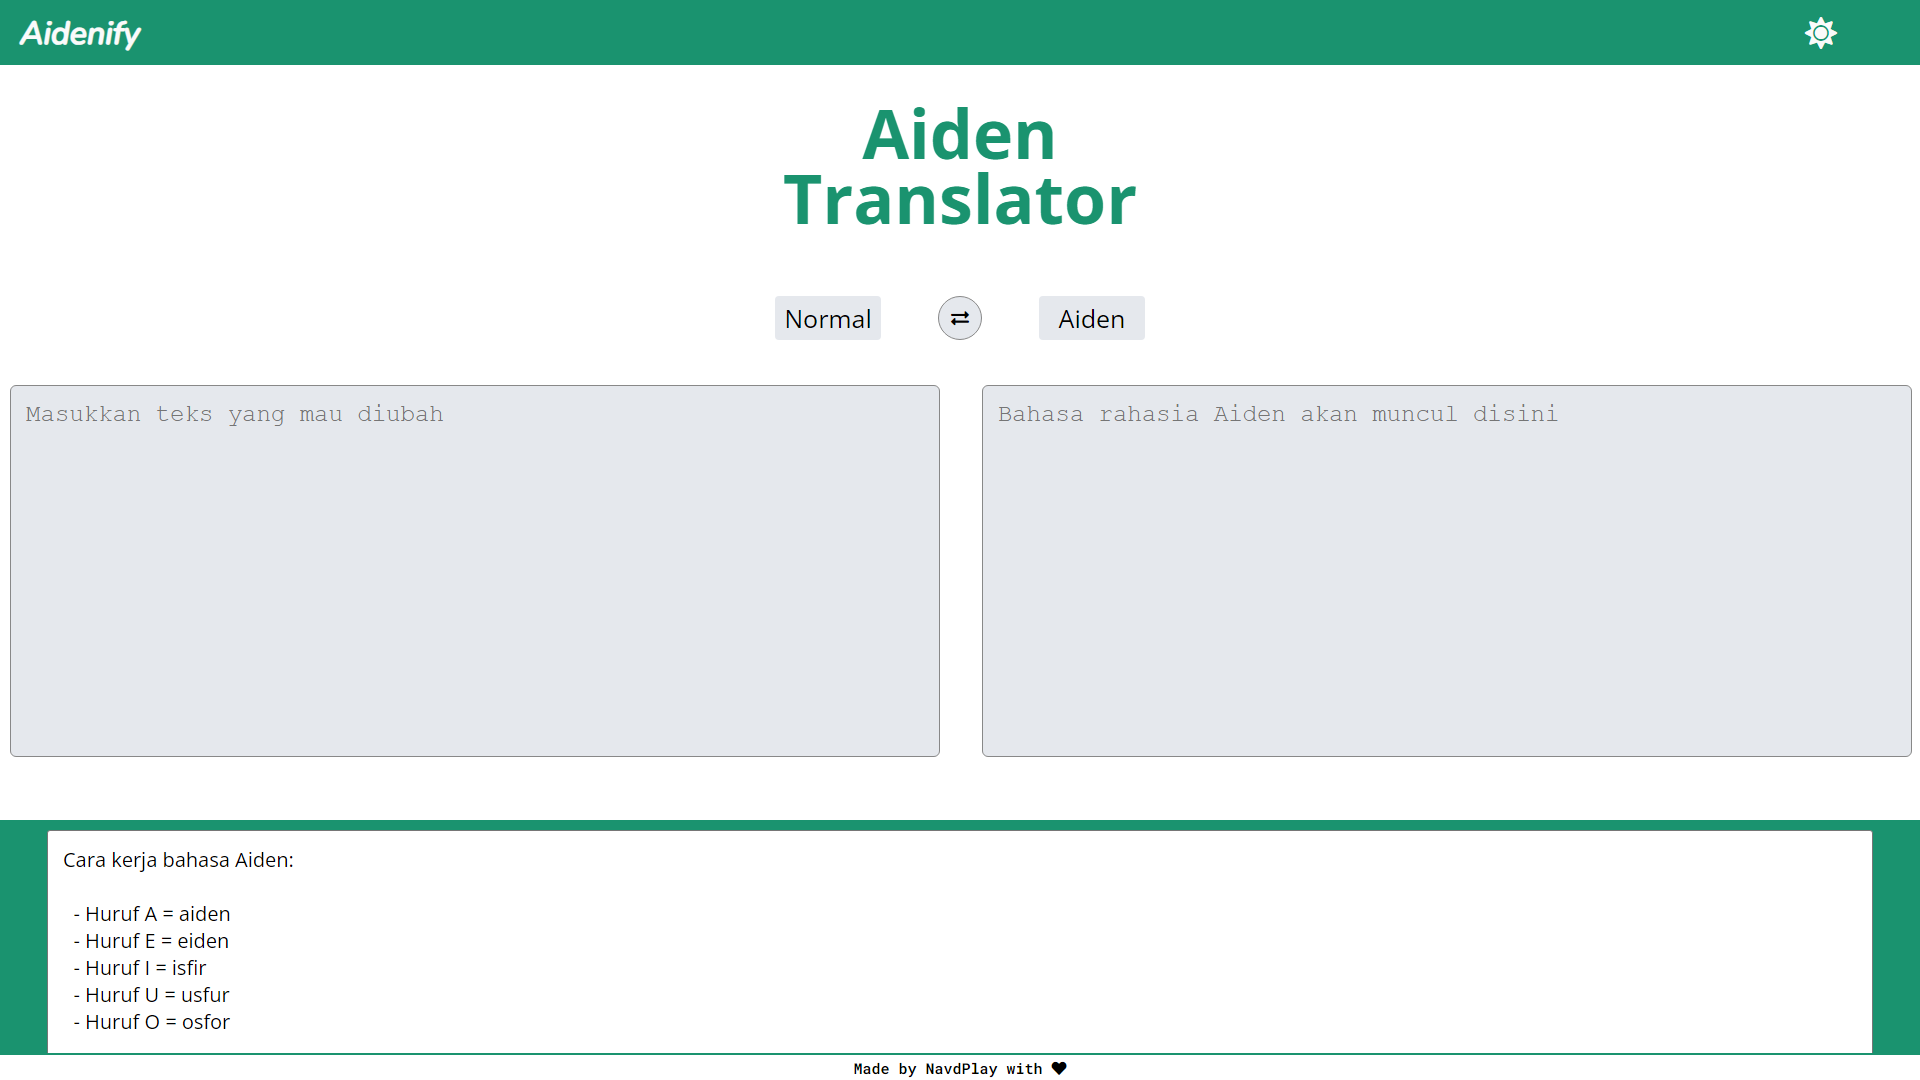 Aidenify
Aiden
Translator
Normal
Aiden
Masukkan teks yang mau diubah
Bahasa rahasia Aiden akan muncul disini
Cara kerja bahasa Aiden:
- Huruf A = aiden
- Huruf E = eiden
- Huruf I = isfir
- Huruf U = usfur
- Huruf O = osfor
Made by NavdPlay with ♥